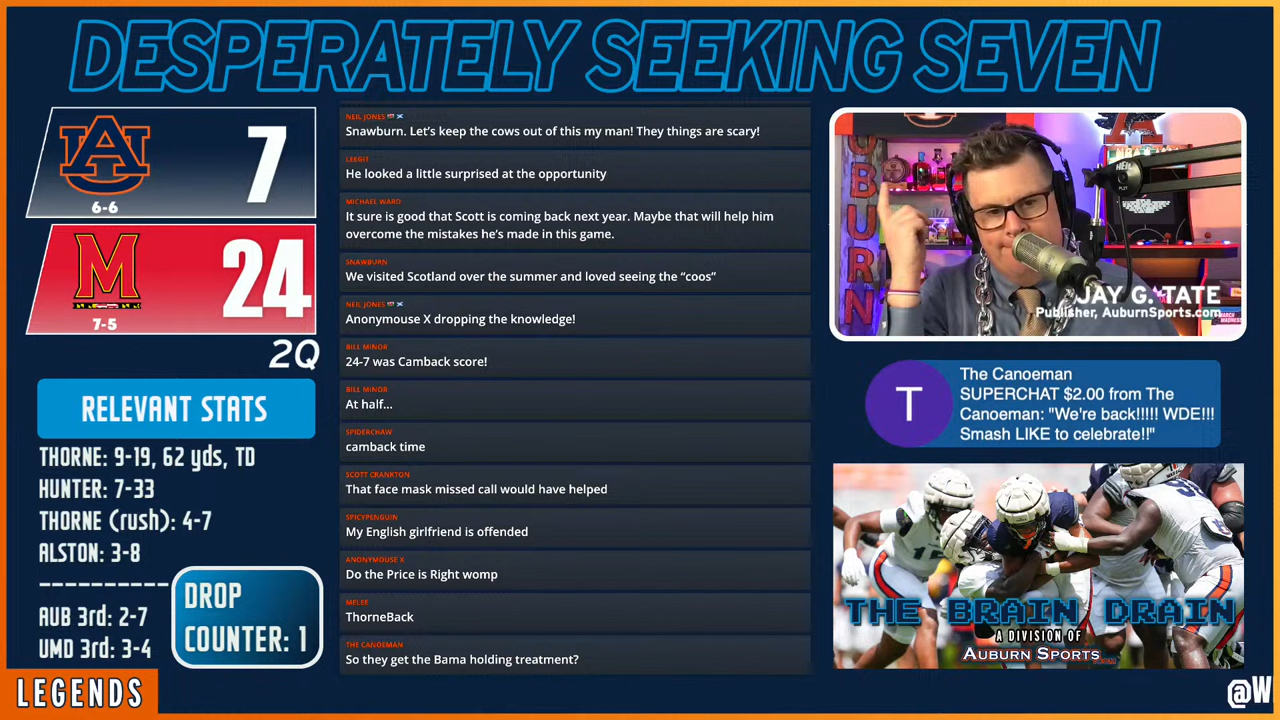 DESPERATELY SEEKING SEVEN
7
6-6
24
7-5
2Q
RELEVANT STATS
THORNE: 9-19, 62 yds, TD
HUNTER: 7-33
THORNE (rush): 4-7
ALSTON: 3-8
----------
AUB 3rd: 2-7
UMD 3rd: 3-4
DROP
COUNTER: 1
LEGENDS
NEIL JONES
Snawburn. Let's keep the cows out of this my man! They things are scary!
LEEGIT
He looked a little surprised at the opportunity
MICHAEL WARD
It sure is good that Scott is coming back next year. Maybe that will help him
overcome the mistakes he's made in this game.
SNAWBURN
We visited Scotland over the summer and loved seeing the “coos”
NEIL JONES
Anonymouse X dropping the knowledge!
BILL MINOR
24-7 was Camback score!
BILL MINOR
At half...
SPIDERCHAW
camback time
SCOTT CRANKTON
That face mask missed call would have helped
SPICYPENGUIN
My English girlfriend is offended
ANONYMOUSE X
Do the Price is Right womp
MELEE
ThorneBack
THE CANOEMAN
So they get the Bama holding treatment?
JAY G. TATE
Publisher, AuburnSports.com
T
The Canoeman
SUPERCHAT $2.00 from The
Canoeman: "We're back!!!!! WDE!!!
Smash LIKE to celebrate!!"
THE BRAIN DRAIN
A DIVISION OF
AUBURN SPORTS
@W